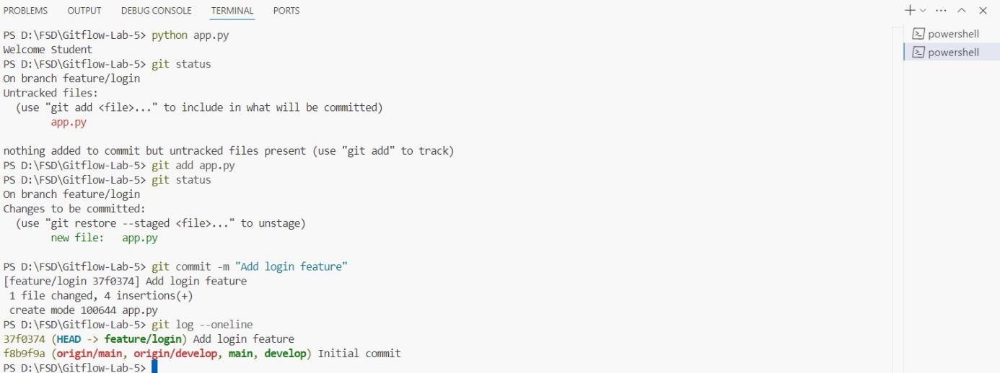 PROBLEMS OUTPUT DEBUG CONSOLE TERMINAL PORTS
powershell
powershell
PS D:\FSD\Gitflow-Lab-5> python app.py
Welcome Student
PS D:\FSD\Gitflow-Lab-5> git status
On branch feature/login
Untracked files:
  (use "git add <file>..." to include in what will be committed)
        app.py
nothing added to commit but untracked files present (use "git add" to track)
PS D:\FSD\Gitflow-Lab-5> git add app.py
PS D:\FSD\Gitflow-Lab-5> git status
On branch feature/login
Changes to be committed:
  (use "git restore --staged <file>..." to unstage)
        new file:   app.py
PS D:\FSD\Gitflow-Lab-5> git commit -m "Add login feature"
[feature/login 37f0374] Add login feature
 1 file changed, 4 insertions(+)
 create mode 100644 app.py
PS D:\FSD\Gitflow-Lab-5> git log --oneline
37f0374 (HEAD -> feature/login) Add login feature
f8b9f9a (origin/main, origin/develop, main, develop) Initial commit
PS D:\FSD\Gitflow-Lab-5>